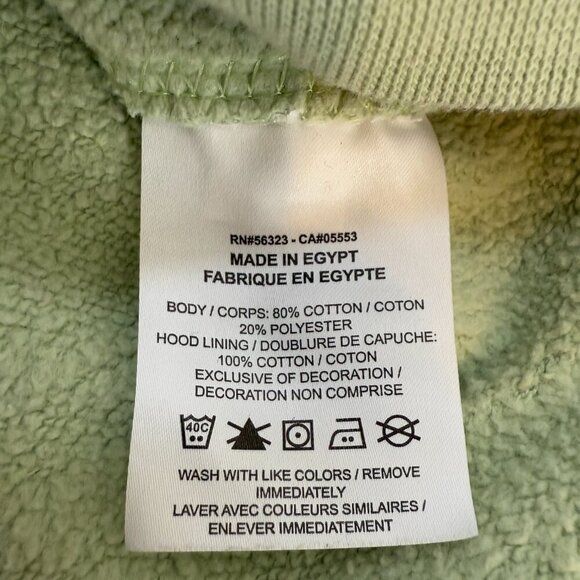 RN#56323 - CA#05553
MADE IN EGYPT
FABRIQUE EN EGYPTE
BODY / CORPS: 80% COTTON / COTON
20% POLYESTER
HOOD LINING / DOUBLURE DE CAPUCHE:
100% COTTON / COTON
EXCLUSIVE OF DECORATION /
DECORATION NON COMPRISE
40C
WASH WITH LIKE COLORS / REMOVE
IMMEDIATELY
LAVER AVEC COULEURS SIMILAIRES /
ENLEVER IMMEDIATEMENT